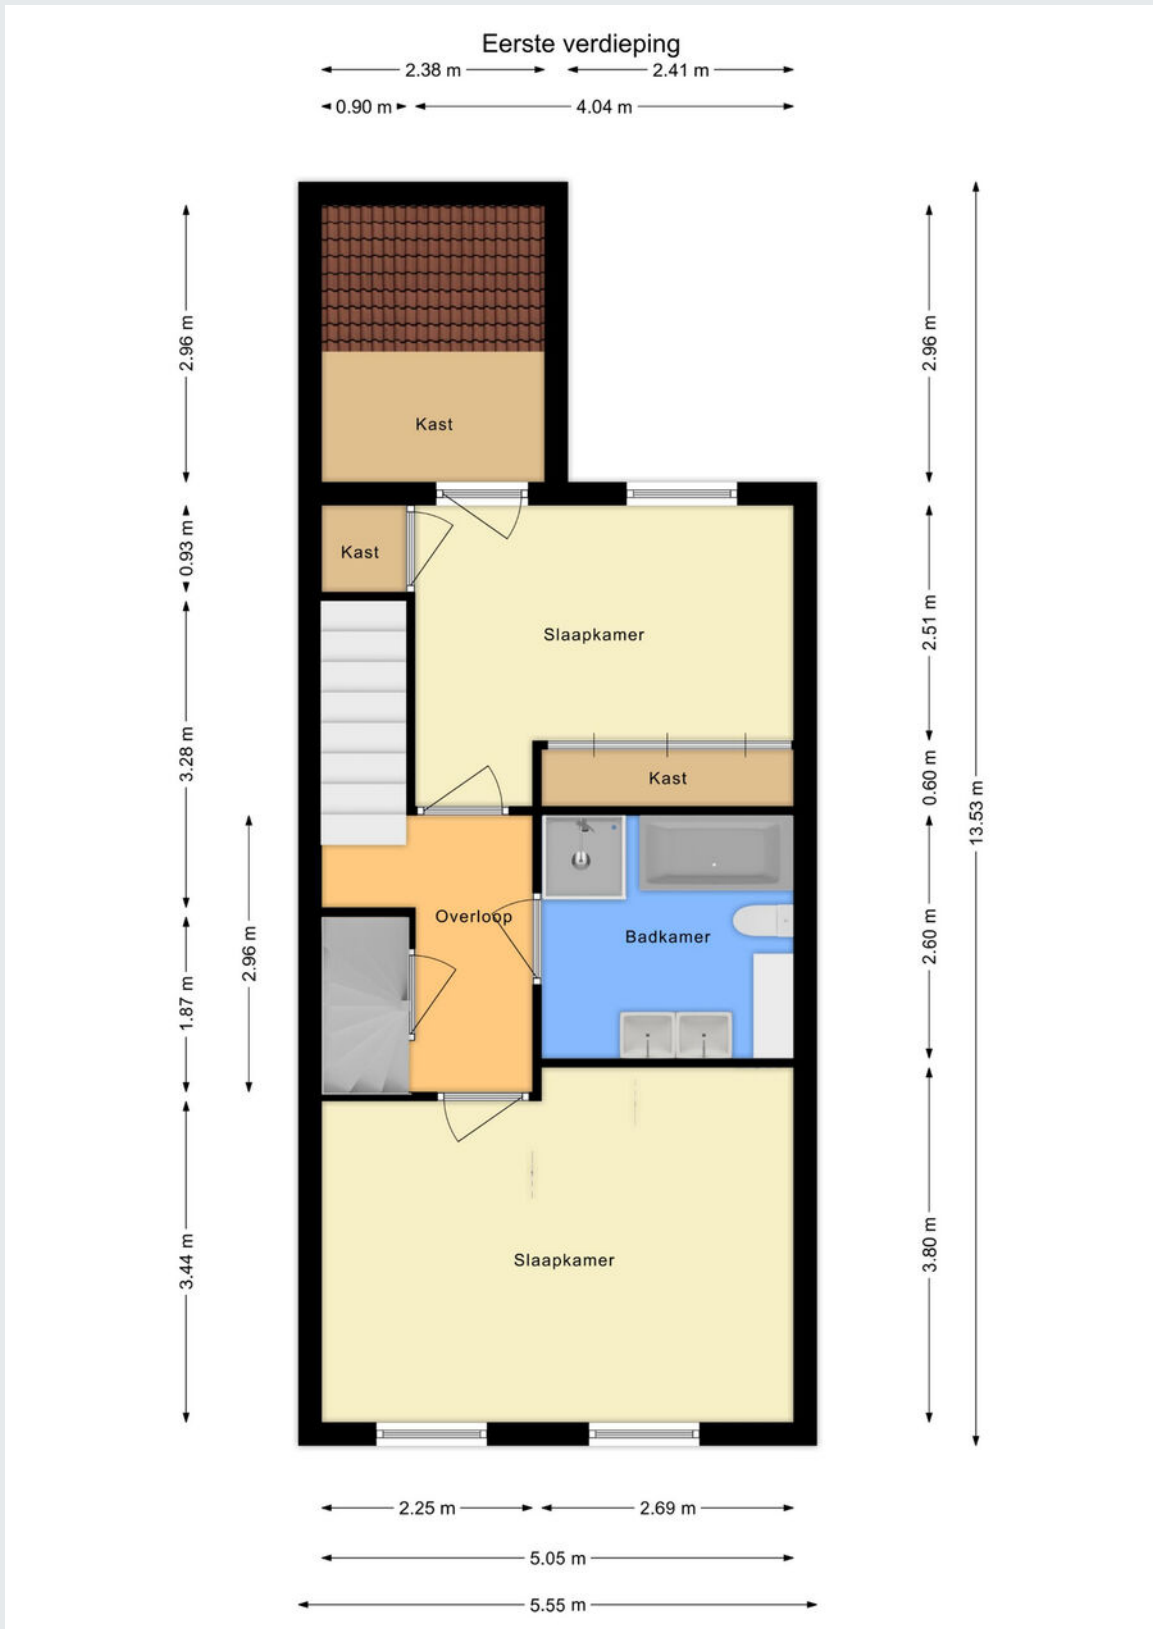 Eerste verdieping
2.38 m
2.41 m
0.90 m
4.04 m
2.96 m
2.96 m
13.53 m
Kast
0.93 m
Kast
2.51 m
Slaapkamer
3.28 m
0.60 m
Kast
2.96 m
Overloop
Badkamer
2.60 m
1.87 m
3.44 m
Slaapkamer
3.80 m
2.25 m
2.69 m
5.05 m
5.55 m